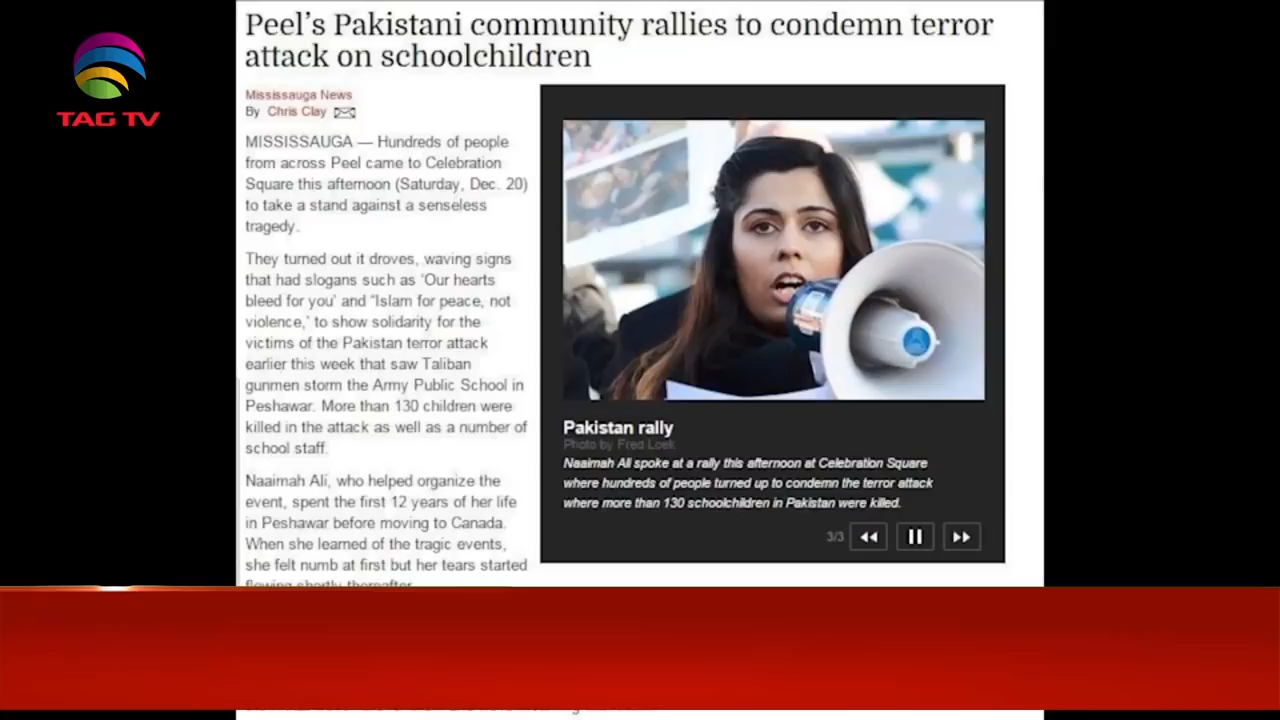 Peel's Pakistani community rallies to condemn terror
attack on schoolchildren
TAG TV
Mississauga News
By Chris Clay
MISSISSAUGA — Hundreds of people
from across Peel came to Celebration
Square this afternoon (Saturday, Dec. 20)
to take a stand against a senseless
tragedy.
They turned out it droves, waving signs
that had slogans such as 'Our hearts
bleed for you' and "Islam for peace, not
violence,' to show solidarity for the
victims of the Pakistan terror attack
earlier this week that saw Taliban
gunmen storm the Army Public School in
Peshawar. More than 130 children were
killed in the attack as well as a number of
school staff.
Naaimah Ali, who helped organize the
event, spent the first 12 years of her life
in Peshawar before moving to Canada.
When she learned of the tragic events,
she felt numb at first but her tears started
flowing shortly thereafter
Pakistan rally
Photo by Fred Loek
Naaimah Ali spoke at a rally this afternoon at Celebration Square
where hundreds of people turned up to condemn the terror attack
where more than 130 schoolchildren in Pakistan were killed.
3/3